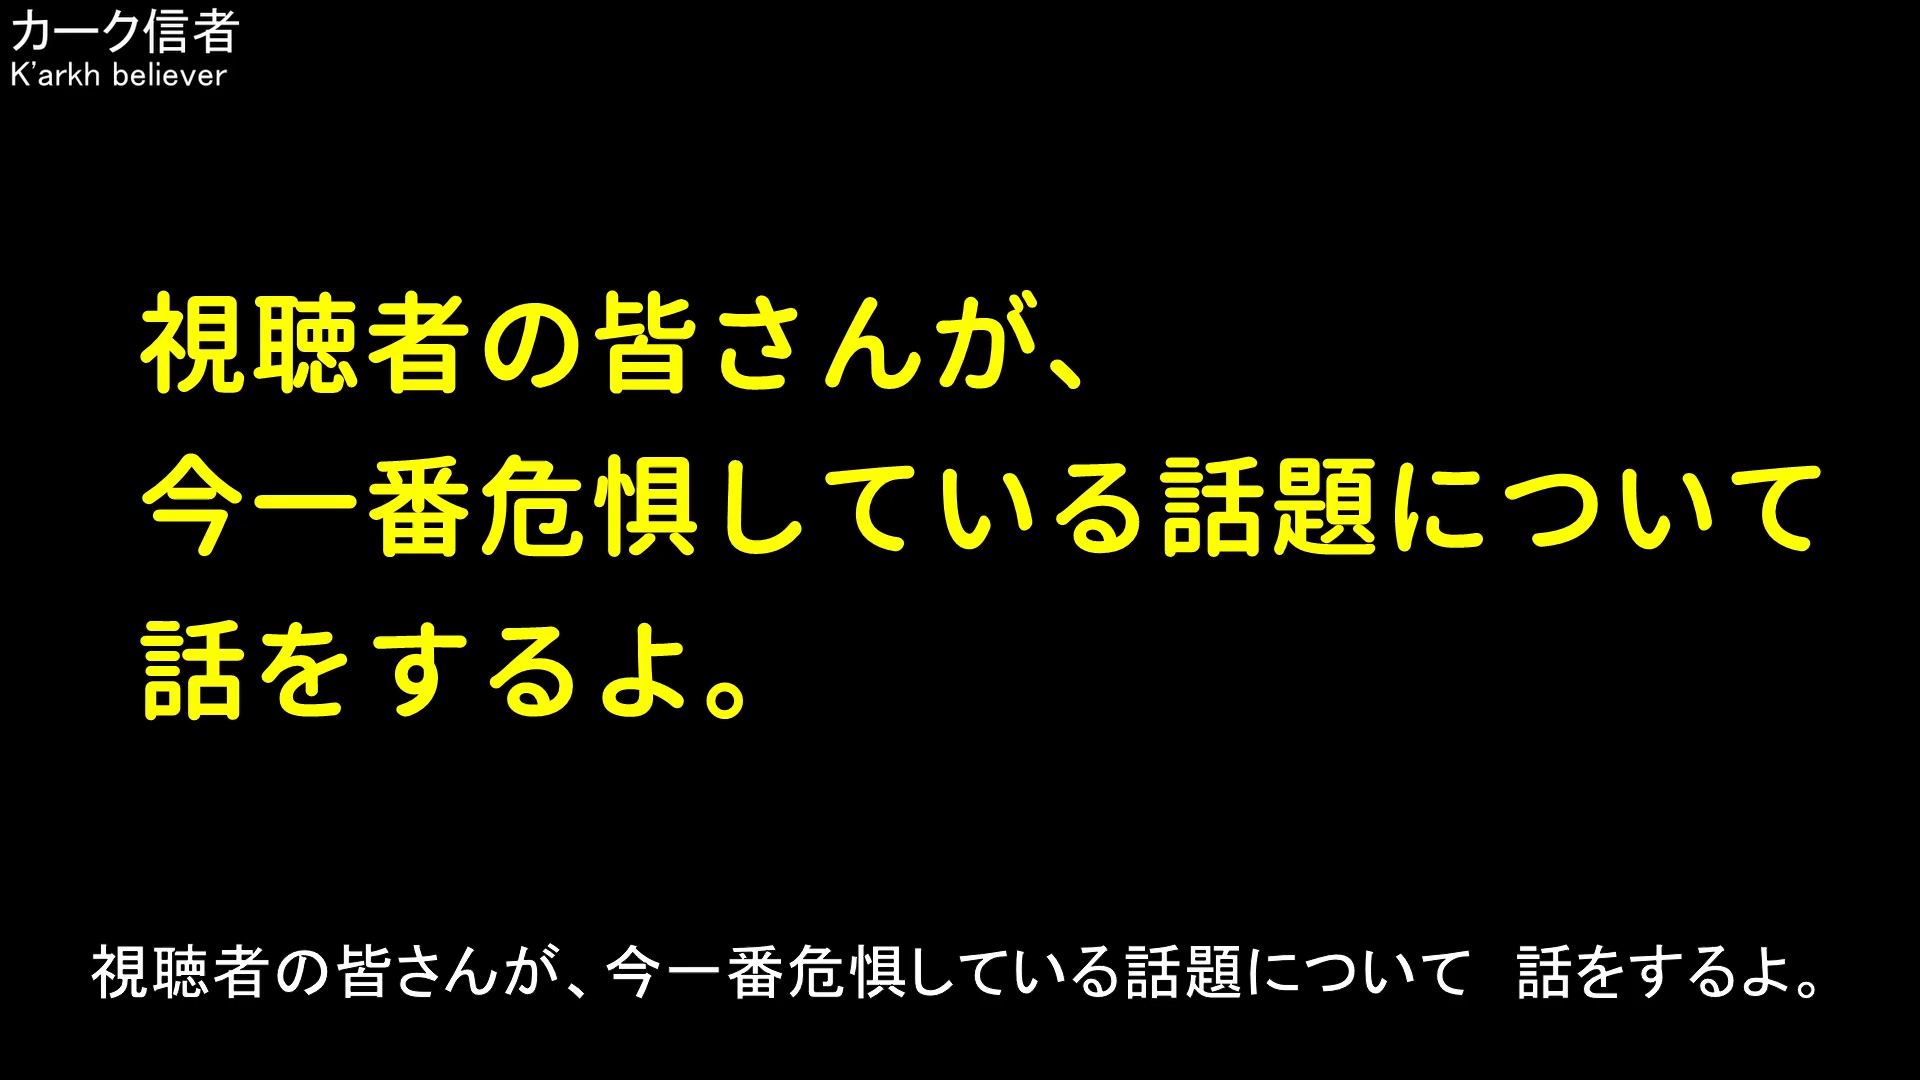 カーク信者
K'arkh believer
視聴者の皆さんが、
今一番危惧している話題について
話をするよ。
視聴者の皆さんが、今一番危惧している話題について　話をするよ。